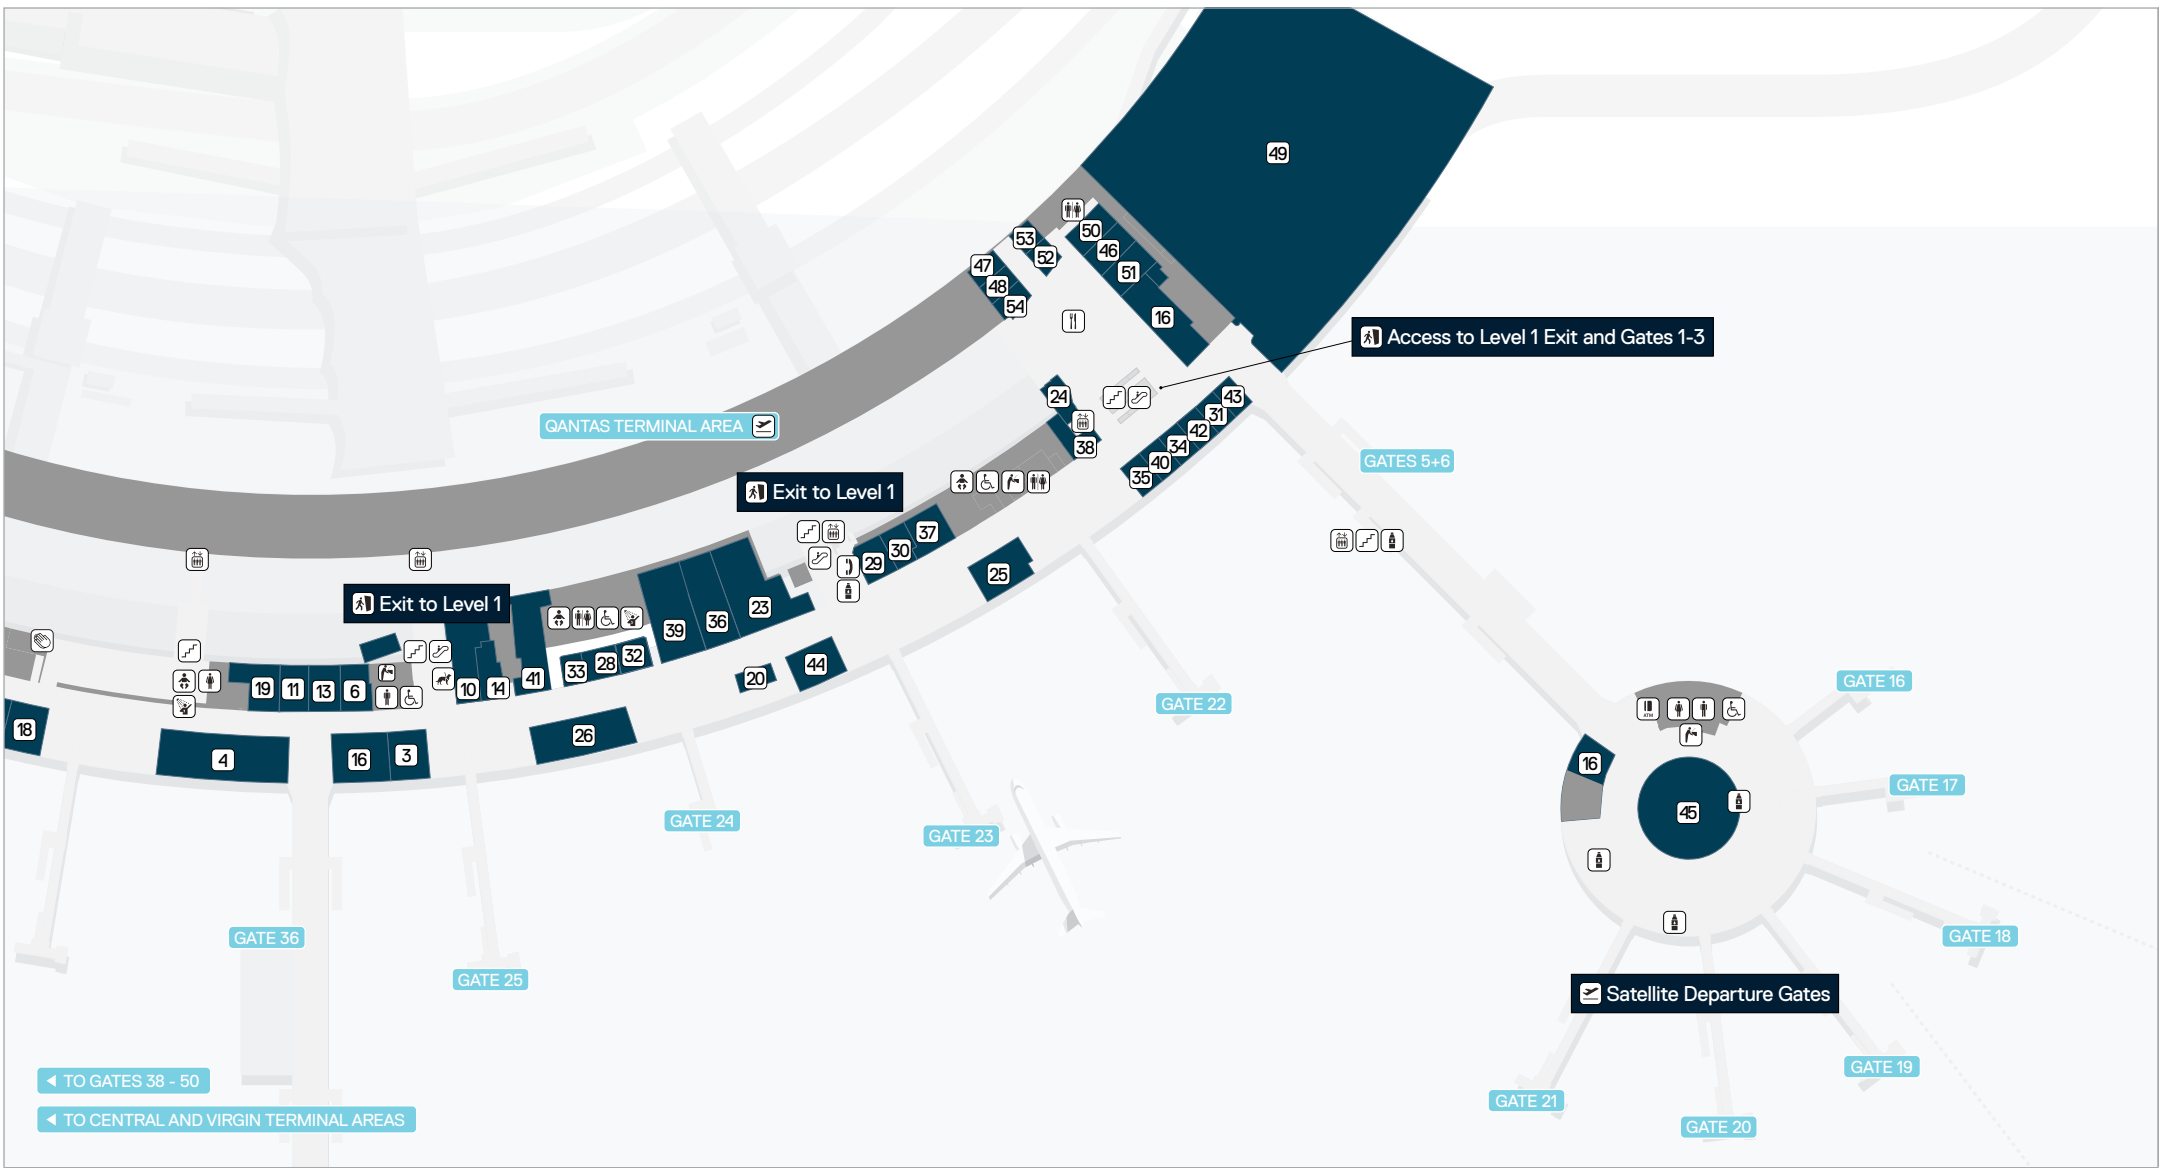 49
50
53
46
52
47
51
48
54
16
Access to Level 1 Exit and Gates 1-3
24
43
31
QANTAS TERMINAL AREA
42
38
34
40
GATES 5+6
35
Exit to Level 1
37
30
29
25
Exit to Level 1
23
36
39
32
28
33
44
41
20
19
11
13
6
10
14
GATE 16
GATE 22
ATM
18
26
4
16
3
16
GATE 17
45
GATE 24
GATE 23
GATE 36
GATE 18
GATE 25
Satellite Departure Gates
GATE 19
TO GATES 38 - 50
GATE 21
TO CENTRAL AND VIRGIN TERMINAL AREAS
GATE 20